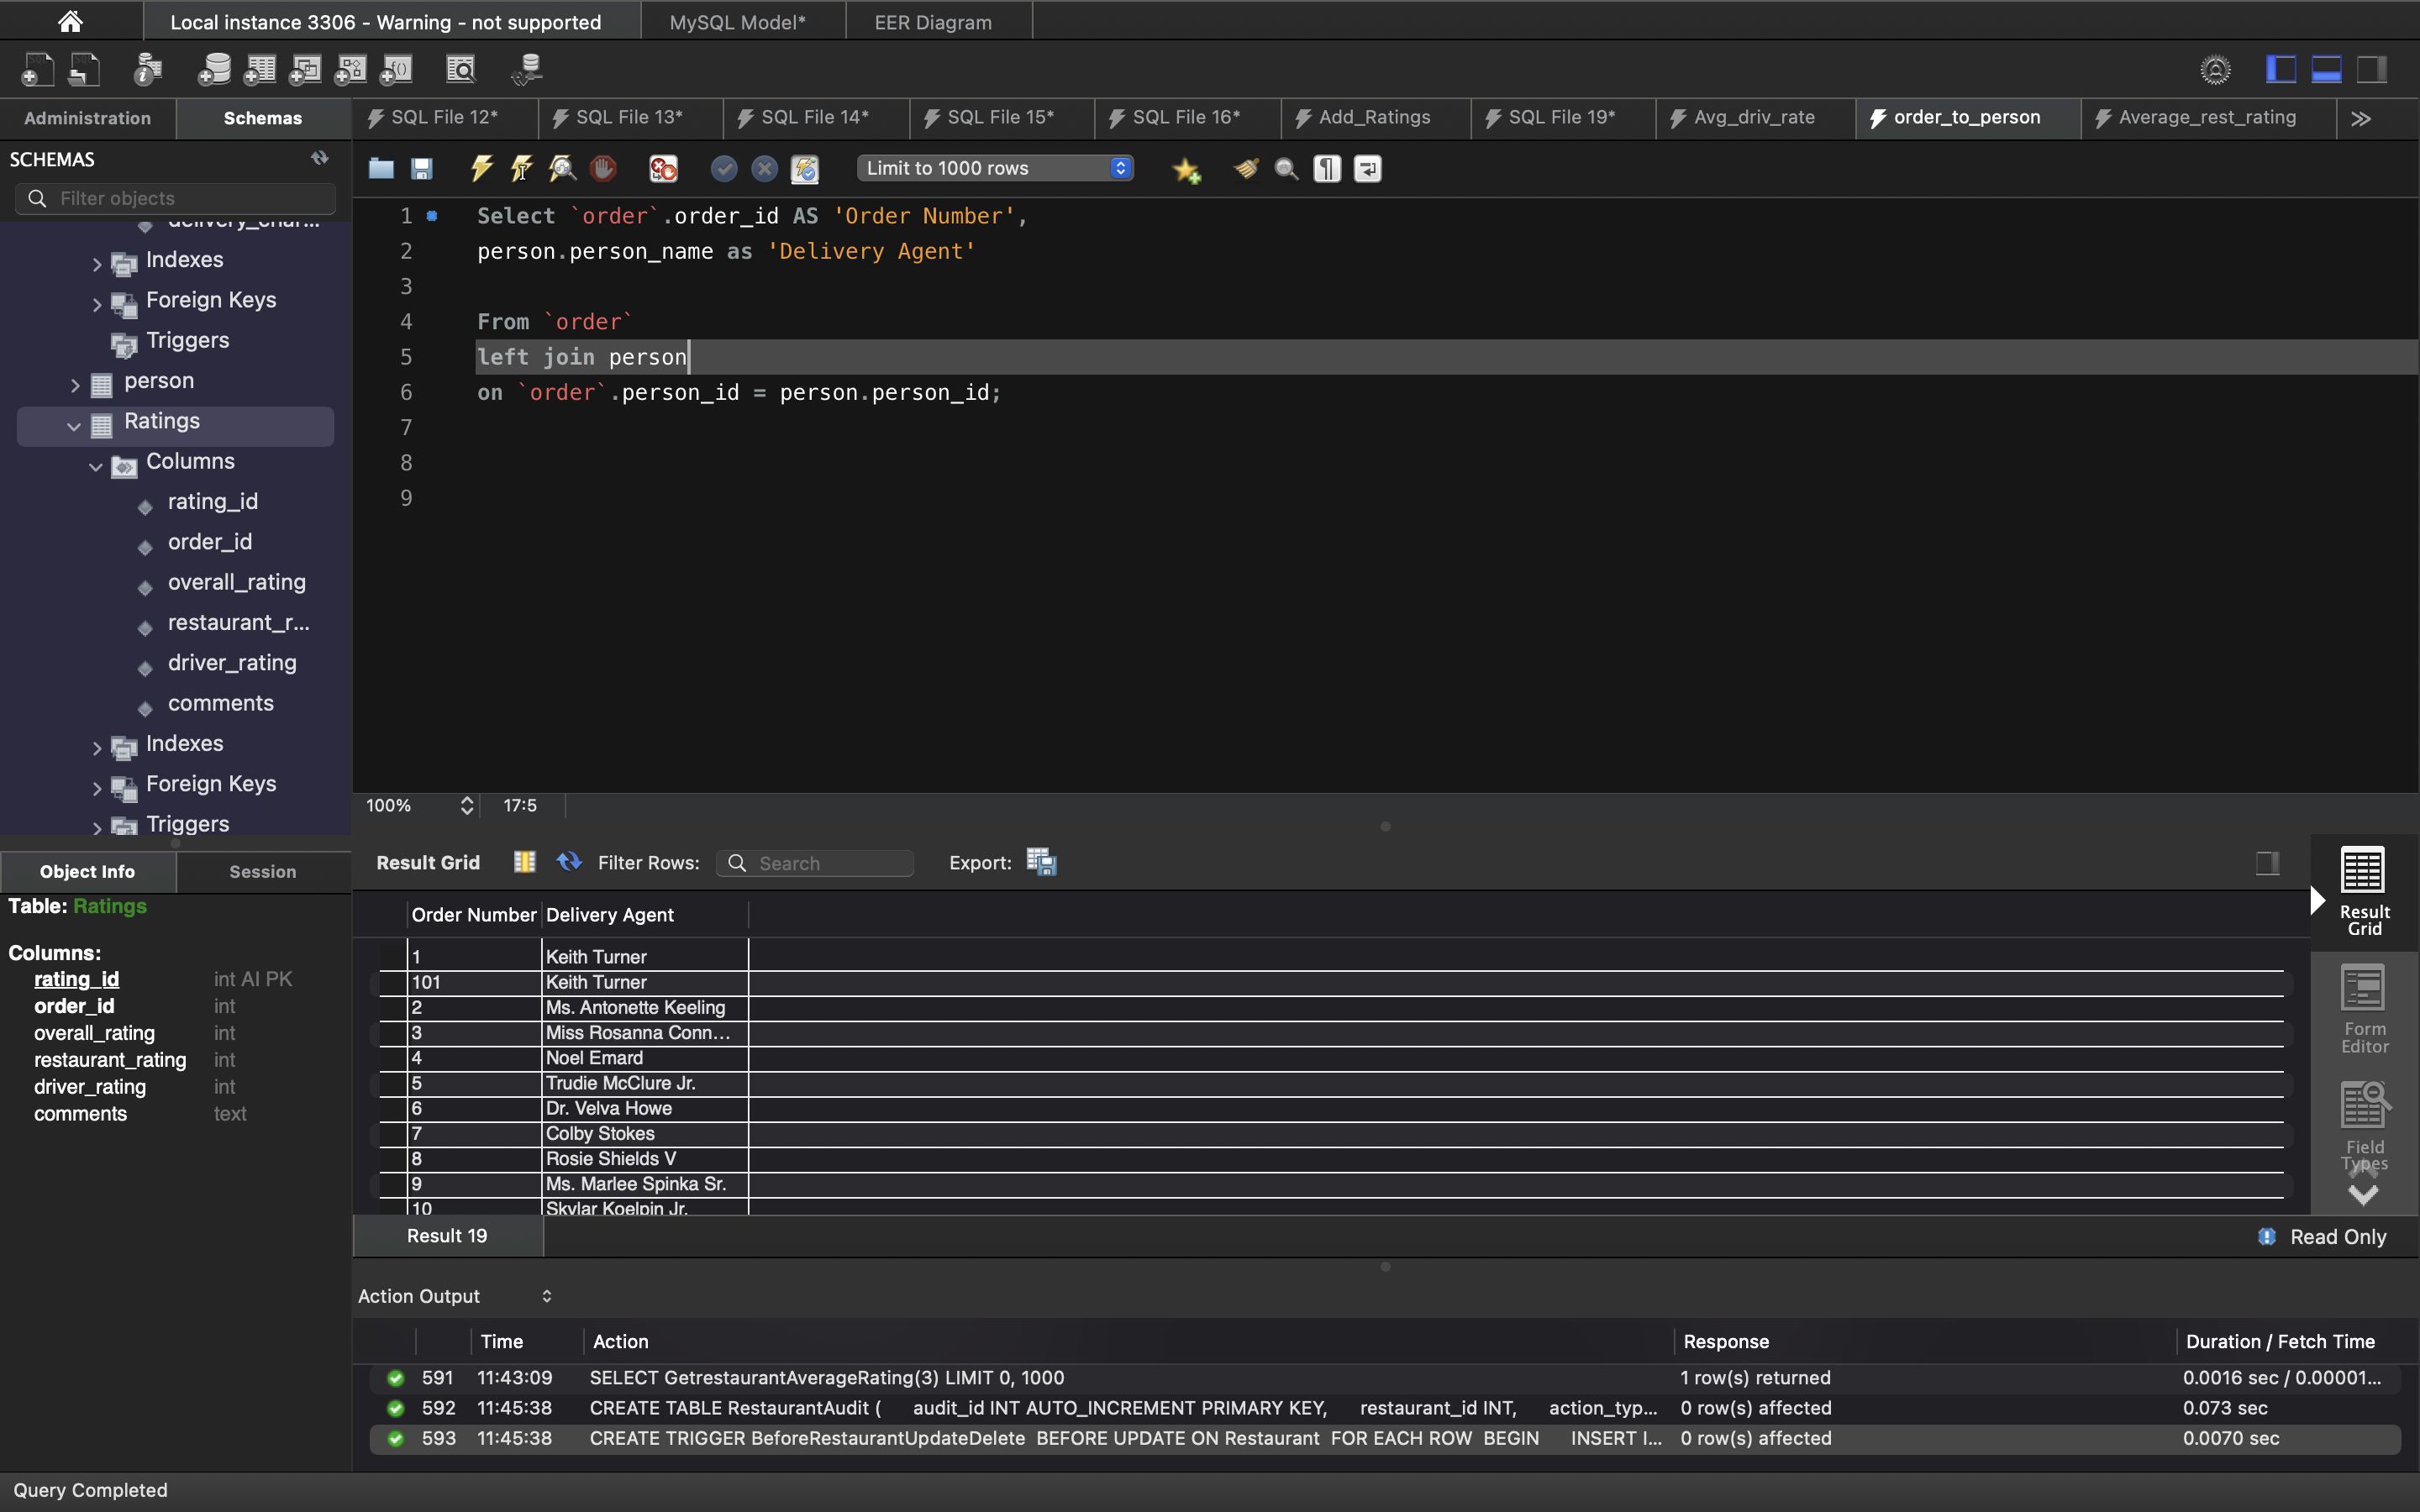 Local instance 3306 - Warning - not supported
MySQL Model*
EER Diagram
Administration
Schemas
SQL File 12*
SQL File 13*
SQL File 14*
SQL File 15*
SQL File 16*
Add_Ratings
SQL File 19*
Avg_driv_rate
order_to_person
Average_rest_rating
SCHEMAS
Filter objects
delivery_char...
Indexes
Foreign Keys
Triggers
person
Ratings
Columns
rating_id
order_id
overall_rating
restaurant_r...
driver_rating
comments
Indexes
Foreign Keys
Triggers
Limit to 1000 rows
1 Select `order`.order_id AS 'Order Number',
2 person.person_name as 'Delivery Agent'
3
4 From `order`
5 left join person
6 on `order`.person_id = person.person_id;
7
8
9
100%
17:5
Object Info
Session
Table: Ratings
Columns:
rating_id int AI PK
order_id int
overall_rating int
restaurant_rating int
driver_rating int
comments text
Result Grid
Filter Rows:
Search
Export:
Order Number Delivery Agent
1 Keith Turner
101 Keith Turner
2 Ms. Antonette Keeling
3 Miss Rosanna Conn...
4 Noel Emard
5 Trudie McClure Jr.
6 Dr. Velva Howe
7 Colby Stokes
8 Rosie Shields V
9 Ms. Marlee Spinka Sr.
10 Skylar Koelpin Jr.
Result Grid
Form Editor
Field Types
Result 19
Read Only
Action Output
Time Action Response Duration / Fetch Time
591 11:43:09 SELECT GetrestaurantAverageRating(3) LIMIT 0, 1000 1 row(s) returned 0.0016 sec / 0.00001...
592 11:45:38 CREATE TABLE RestaurantAudit ( audit_id INT AUTO_INCREMENT PRIMARY KEY, restaurant_id INT, action_typ... 0 row(s) affected 0.073 sec
593 11:45:38 CREATE TRIGGER BeforeRestaurantUpdateDelete BEFORE UPDATE ON Restaurant FOR EACH ROW BEGIN INSERT I... 0 row(s) affected 0.0070 sec
Query Completed